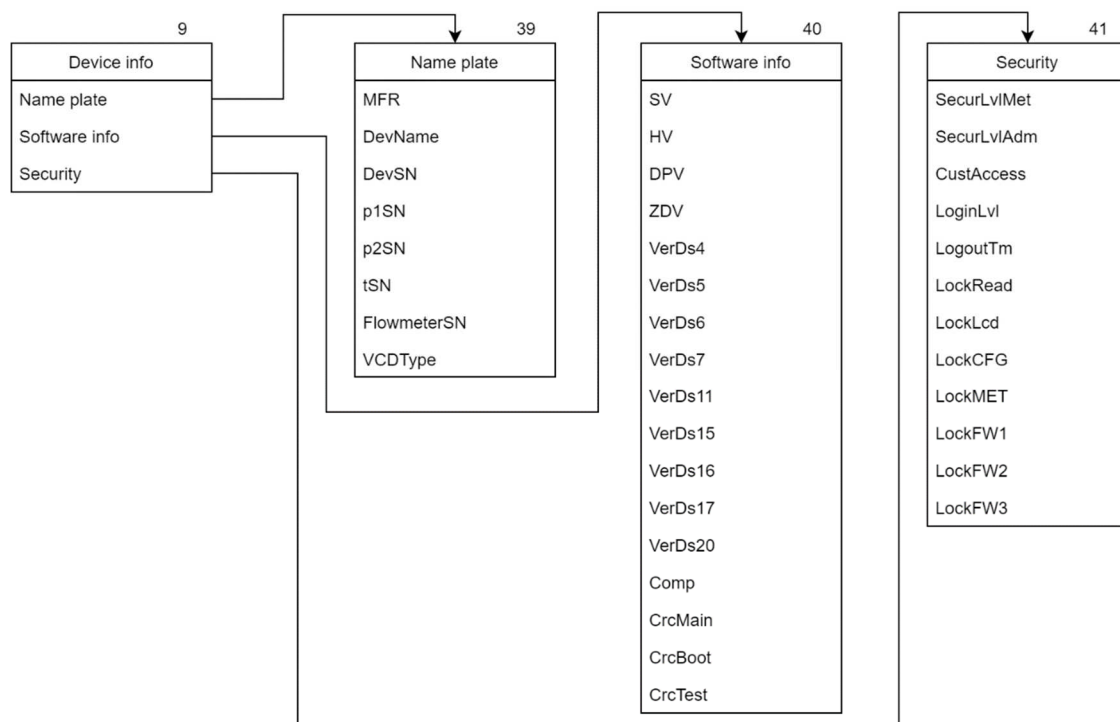 9
Device info
Name plate
Software info
Security
39
Name plate
MFR
DevName
DevSN
p1SN
p2SN
tSN
FlowmeterSN
VCDType
40
Software info
SV
HV
DPV
ZDV
VerDs4
VerDs5
VerDs6
VerDs7
VerDs11
VerDs15
VerDs16
VerDs17
VerDs20
Comp
CrcMain
CrcBoot
CrcTest
41
Security
SecurLvlMet
SecurLvlAdm
CustAccess
LoginLvl
LogoutTm
LockRead
LockLcd
LockCFG
LockMET
LockFW1
LockFW2
LockFW3